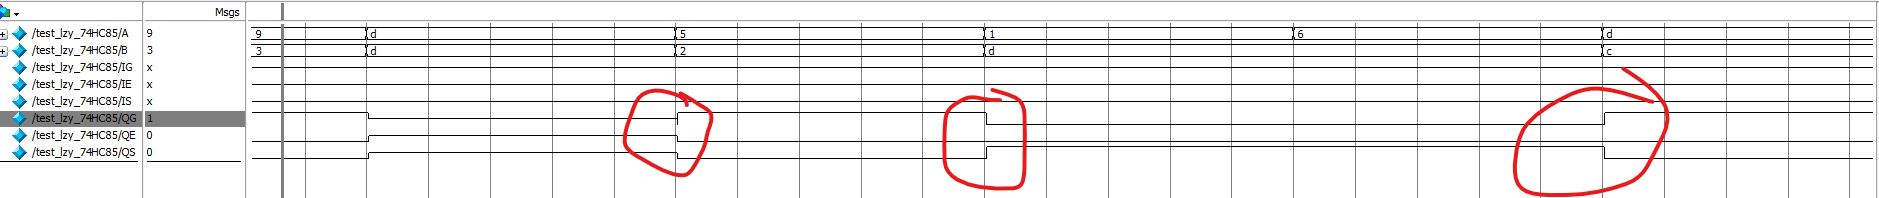 Msgs
/test_lzy_74HC85/A 9 9 d 5 1 6 d
/test_lzy_74HC85/B 3 3 d 2 d c
/test_lzy_74HC85/IG x
/test_lzy_74HC85/IE x
/test_lzy_74HC85/IS x
/test_lzy_74HC85/QG 1
/test_lzy_74HC85/QE 0
/test_lzy_74HC85/QS 0